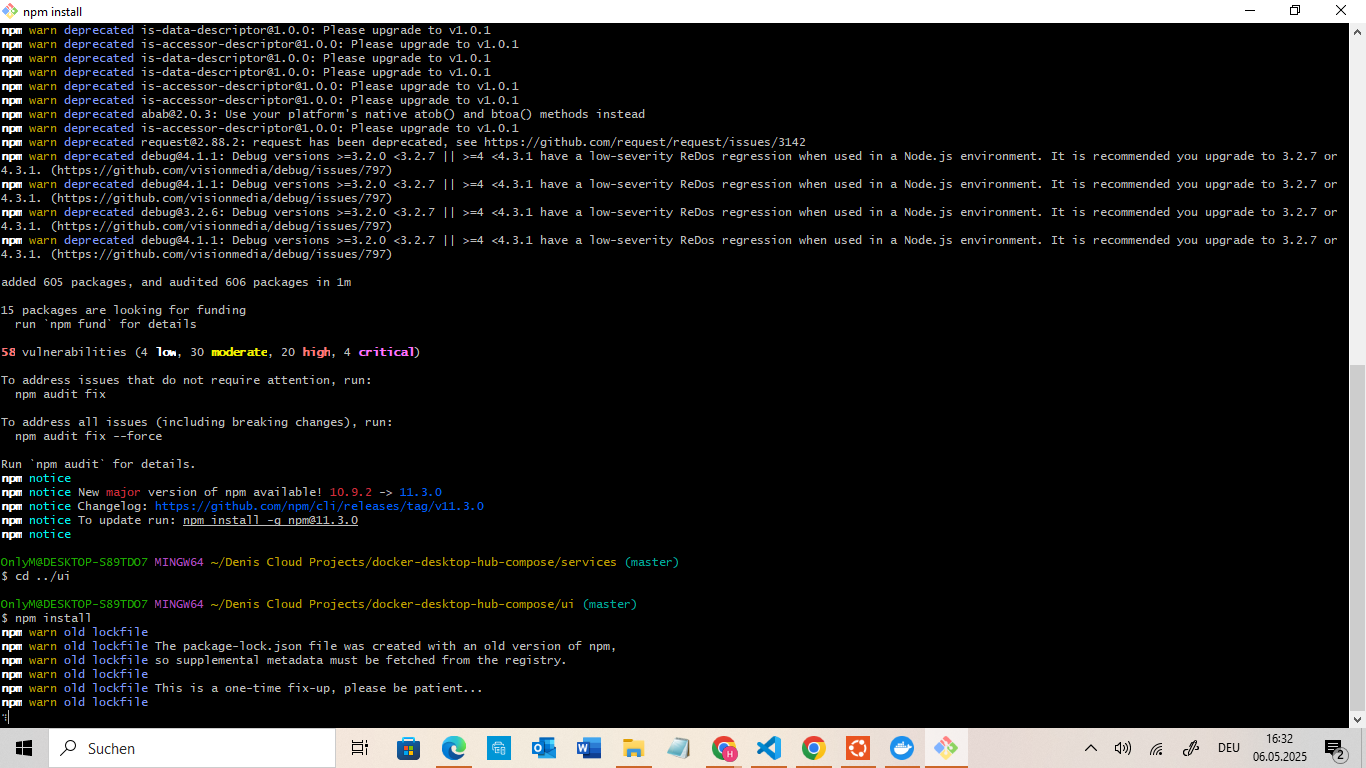 npm install
npm warn deprecated is-data-descriptor@1.0.0: Please upgrade to v1.0.1
npm warn deprecated is-accessor-descriptor@1.0.0: Please upgrade to v1.0.1
npm warn deprecated is-data-descriptor@1.0.0: Please upgrade to v1.0.1
npm warn deprecated is-data-descriptor@1.0.0: Please upgrade to v1.0.1
npm warn deprecated is-accessor-descriptor@1.0.0: Please upgrade to v1.0.1
npm warn deprecated is-accessor-descriptor@1.0.0: Please upgrade to v1.0.1
npm warn deprecated abab@2.0.3: Use your platform's native atob() and btoa() methods instead
npm warn deprecated is-accessor-descriptor@1.0.0: Please upgrade to v1.0.1
npm warn deprecated request@2.88.2: request has been deprecated, see https://github.com/request/request/issues/3142
npm warn deprecated debug@4.1.1: Debug versions >=3.2.0 <3.2.7 || >=4 <4.3.1 have a low-severity ReDos regression when used in a Node.js environment. It is recommended you upgrade to 3.2.7 or
4.3.1. (https://github.com/visionmedia/debug/issues/797)
npm warn deprecated debug@4.1.1: Debug versions >=3.2.0 <3.2.7 || >=4 <4.3.1 have a low-severity ReDos regression when used in a Node.js environment. It is recommended you upgrade to 3.2.7 or
4.3.1. (https://github.com/visionmedia/debug/issues/797)
npm warn deprecated debug@3.2.6: Debug versions >=3.2.0 <3.2.7 || >=4 <4.3.1 have a low-severity ReDos regression when used in a Node.js environment. It is recommended you upgrade to 3.2.7 or
4.3.1. (https://github.com/visionmedia/debug/issues/797)
npm warn deprecated debug@4.1.1: Debug versions >=3.2.0 <3.2.7 || >=4 <4.3.1 have a low-severity ReDos regression when used in a Node.js environment. It is recommended you upgrade to 3.2.7 or
4.3.1. (https://github.com/visionmedia/debug/issues/797)
added 605 packages, and audited 606 packages in 1m
15 packages are looking for funding
run `npm fund` for details
58 vulnerabilities (4 low, 30 moderate, 20 high, 4 critical)
To address issues that do not require attention, run:
npm audit fix
To address all issues (including breaking changes), run:
npm audit fix --force
Run `npm audit` for details.
npm notice
npm notice New major version of npm available! 10.9.2 -> 11.3.0
npm notice Changelog: https://github.com/npm/cli/releases/tag/v11.3.0
npm notice To update run: npm install -g npm@11.3.0
npm notice
OnlyM@DESKTOP-S89TDO7 MINGW64 ~/Denis Cloud Projects/docker-desktop-hub-compose/services (master)
$ cd ../ui
OnlyM@DESKTOP-S89TDO7 MINGW64 ~/Denis Cloud Projects/docker-desktop-hub-compose/ui (master)
$ npm install
npm warn old lockfile
npm warn old lockfile The package-lock.json file was created with an old version of npm,
npm warn old lockfile so supplemental metadata must be fetched from the registry.
npm warn old lockfile
npm warn old lockfile This is a one-time fix-up, please be patient...
npm warn old lockfile
Suchen
H
DEU
16:32
06.05.2025
2